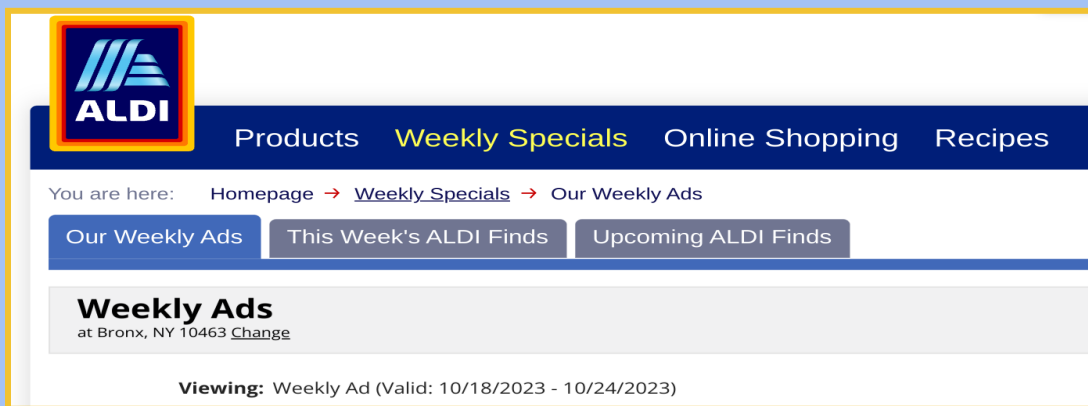 ALDI
Products Weekly Specials Online Shopping Recipes
You are here: Homepage → Weekly Specials → Our Weekly Ads
Our Weekly Ads This Week's ALDI Finds Upcoming ALDI Finds
Weekly Ads
at Bronx, NY 10463 Change
Viewing: Weekly Ad (Valid: 10/18/2023 - 10/24/2023)